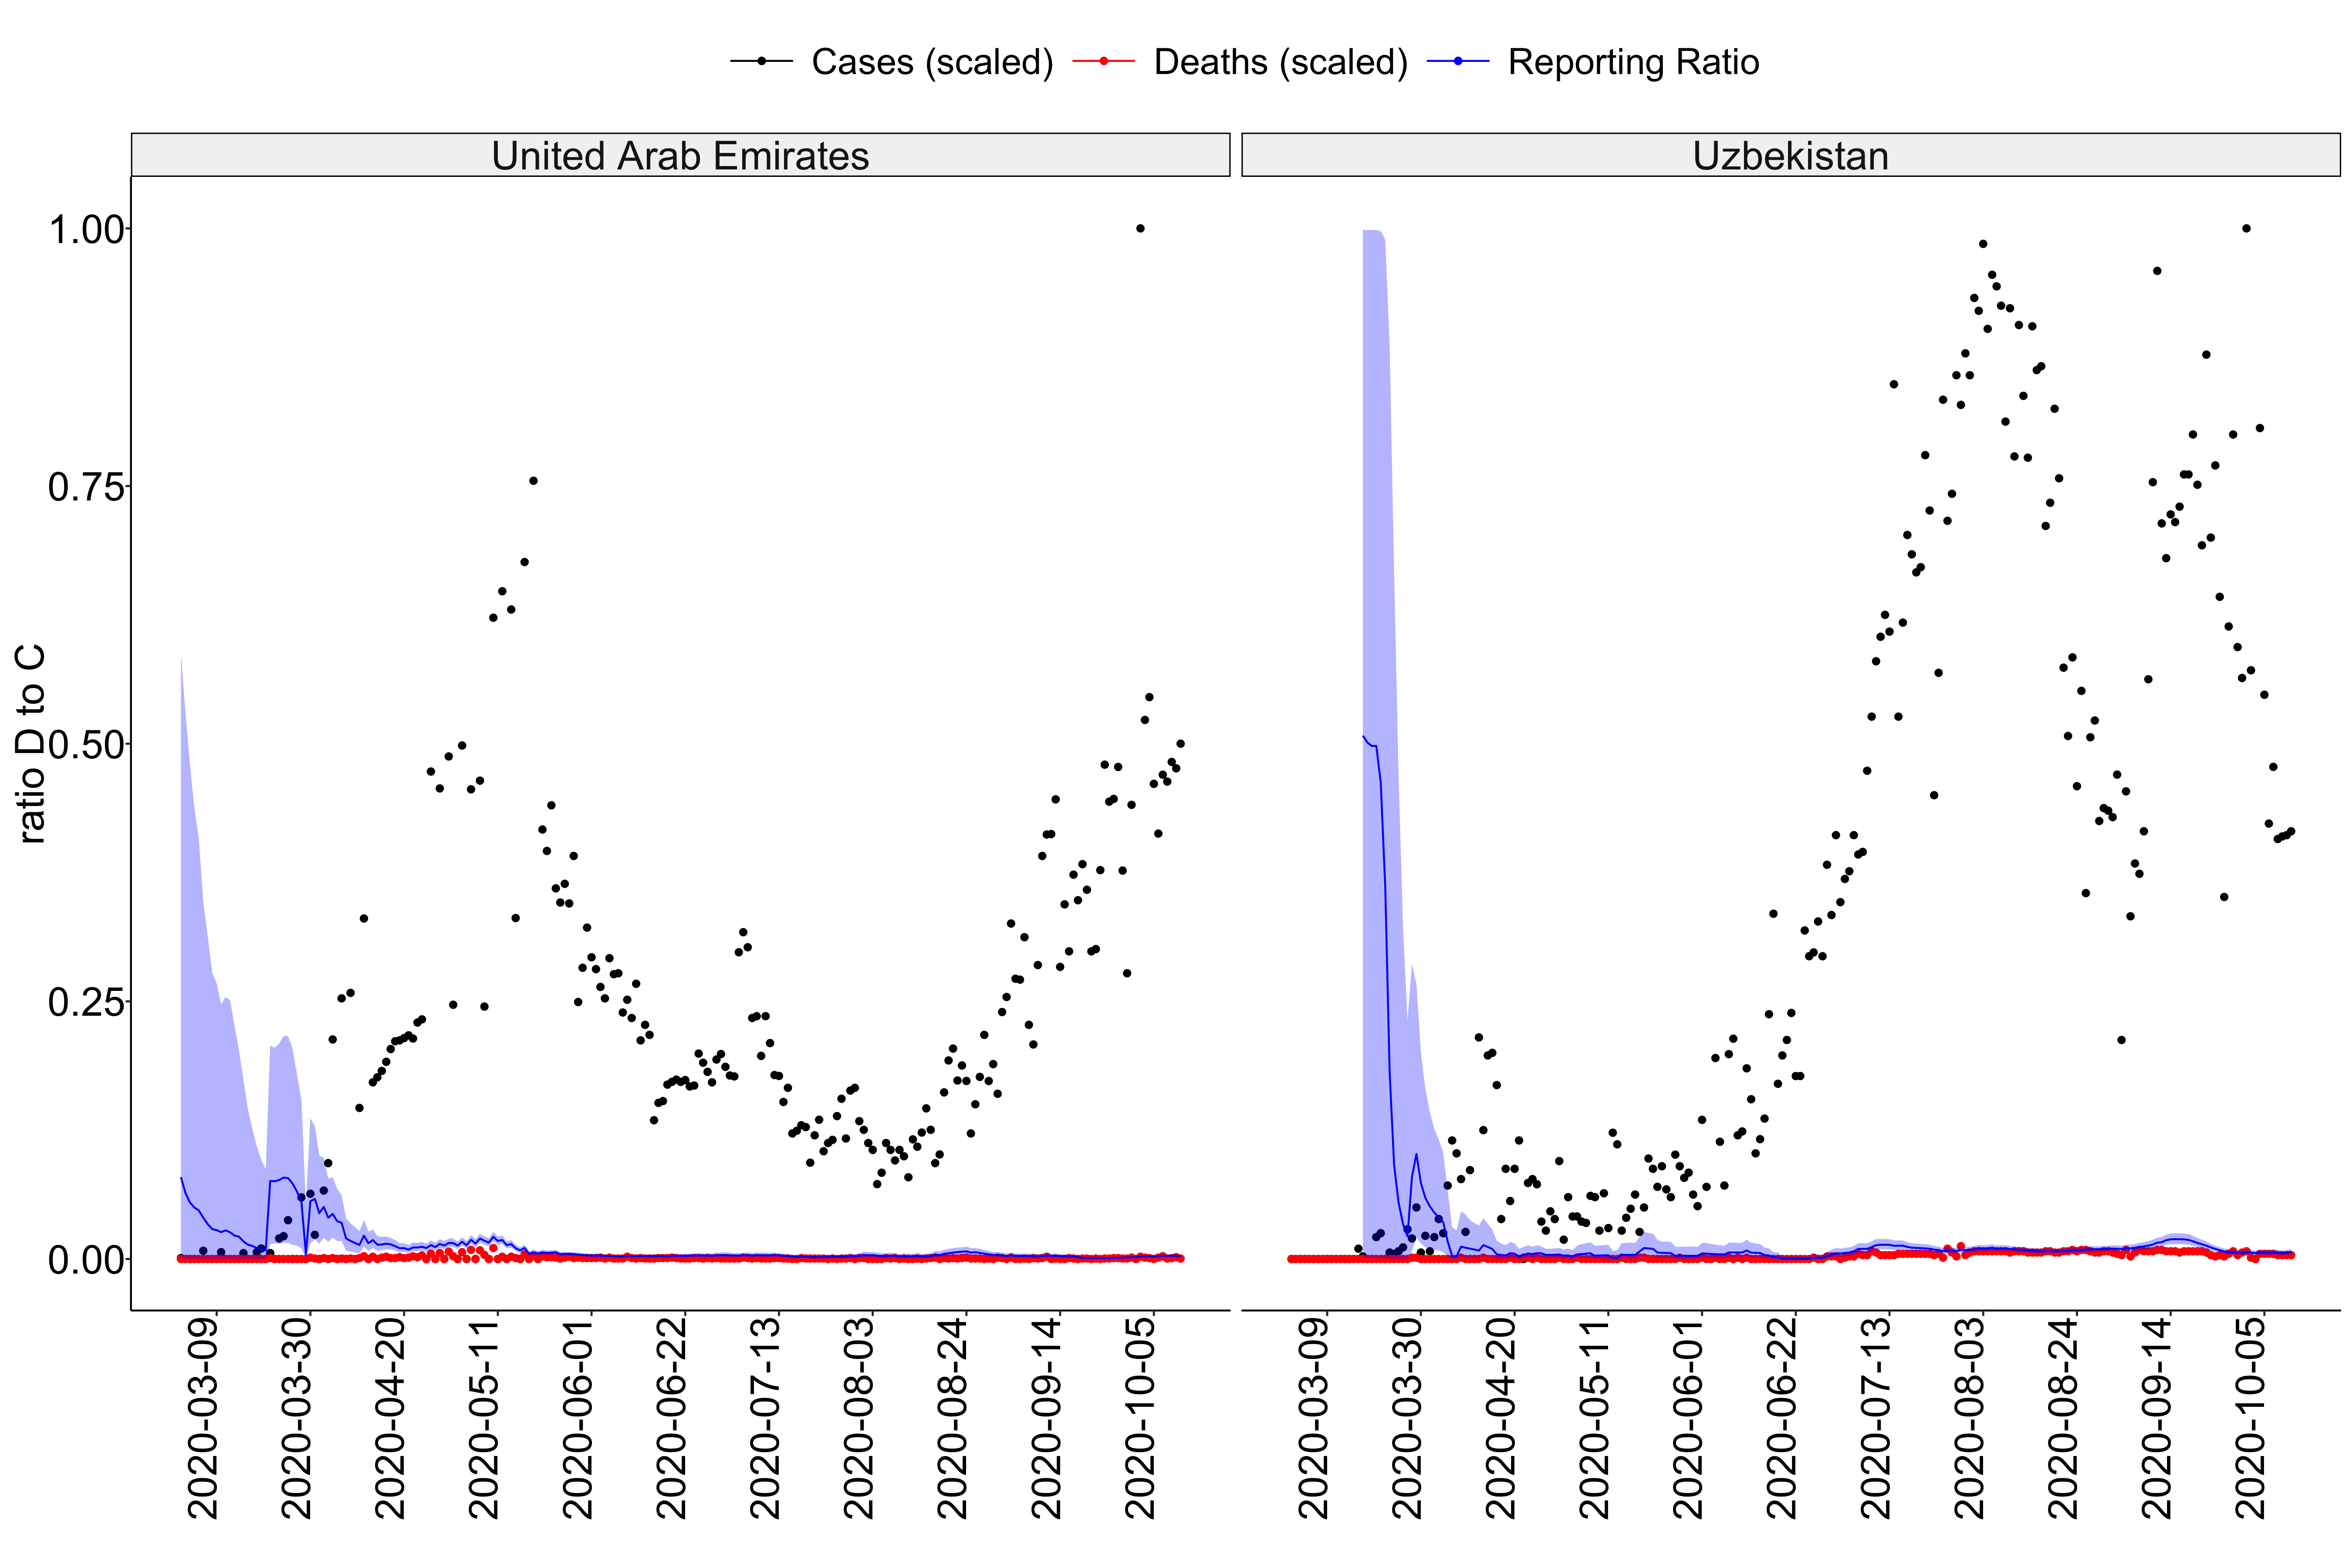 Cases (scaled) Deaths (scaled) Reporting Ratio
United Arab Emirates Uzbekistan
ratio D to C
1.00
0.75
0.50
0.25
0.00
2020-03-09 2020-03-30 2020-04-20 2020-05-11 2020-06-01 2020-06-22 2020-07-13 2020-08-03 2020-08-24 2020-09-14 2020-10-05
2020-03-09 2020-03-30 2020-04-20 2020-05-11 2020-06-01 2020-06-22 2020-07-13 2020-08-03 2020-08-24 2020-09-14 2020-10-05